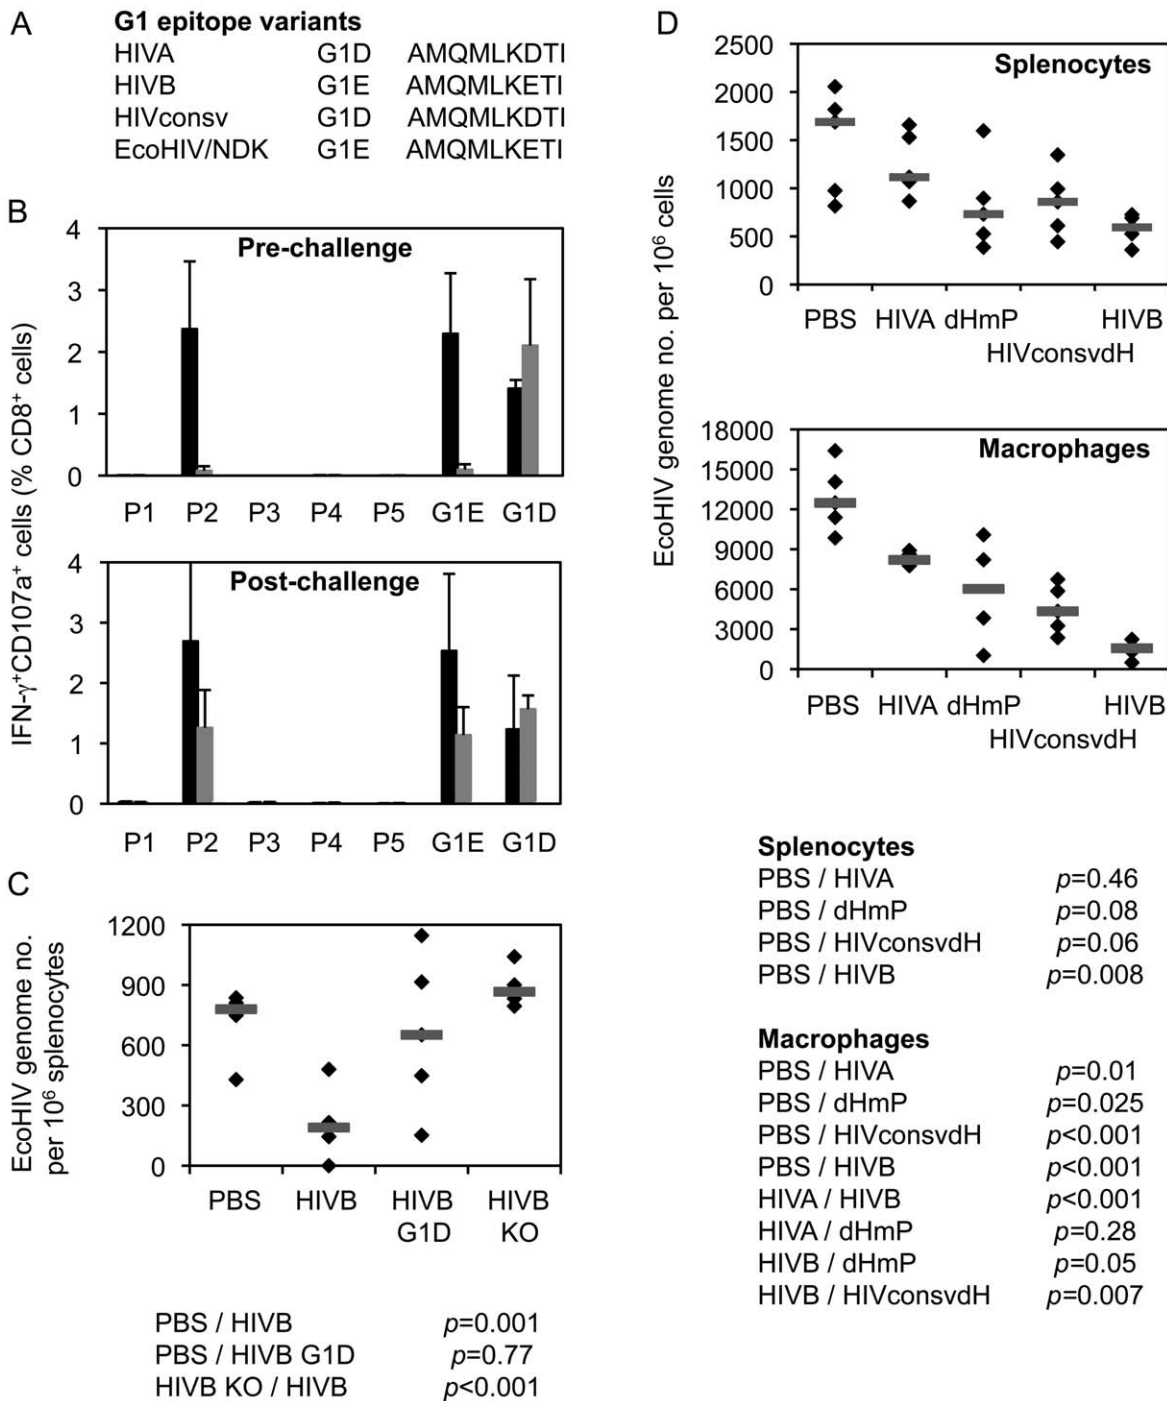 A
G1 epitope variants
HIVA G1D AMQMLKDTI
HIVB G1E AMQMLKETI
HIVconsv G1D AMQMLKDTI
EcoHIV/NDK G1E AMQMLKETI
B
IFN-γ⁺CD107a⁺ cells (% CD8⁺ cells)
Pre-challenge
4
3
2
1
0
P1 P2 P3 P4 P5 G1E G1D
Post-challenge
4
3
2
1
0
P1 P2 P3 P4 P5 G1E G1D
C
EcoHIV genome no.
per 10⁶ splenocytes
1200
900
600
300
0
PBS HIVB HIVB HIVB
G1D KO
PBS / HIVB p=0.001
PBS / HIVB G1D p=0.77
HIVB KO / HIVB p<0.001
D
EcoHIV genome no. per 10⁶ cells
Splenocytes
2500
2000
1500
1000
500
0
PBS HIVA dHmP HIVB
HIVconsvdH
Macrophages
18000
15000
12000
9000
6000
3000
0
PBS HIVA dHmP HIVB
HIVconsvdH
Splenocytes
PBS / HIVA p=0.46
PBS / dHmP p=0.08
PBS / HIVconsvdH p=0.06
PBS / HIVB p=0.008
Macrophages
PBS / HIVA p=0.01
PBS / dHmP p=0.025
PBS / HIVconsvdH p<0.001
PBS / HIVB p<0.001
HIVA / HIVB p<0.001
HIVA / dHmP p=0.28
HIVB / dHmP p=0.05
HIVB / HIVconsvdH p=0.007